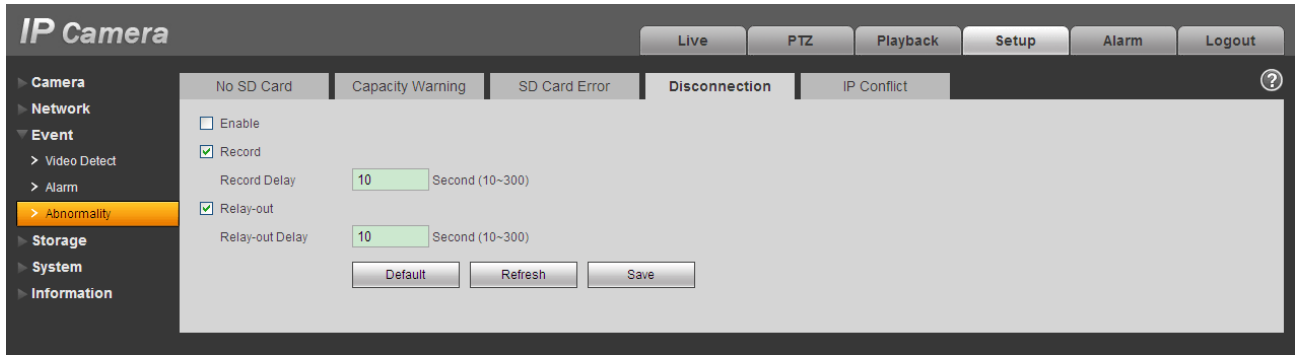 IP Camera
Live PTZ Playback Setup Alarm Logout
Camera
Network
Event
> Video Detect
> Alarm
> Abnormality
Storage
System
Information
No SD Card Capacity Warning SD Card Error Disconnection IP Conflict ?
Enable
Record
Record Delay 10 Second (10~300)
Relay-out
Relay-out Delay 10 Second (10~300)
Default Refresh Save